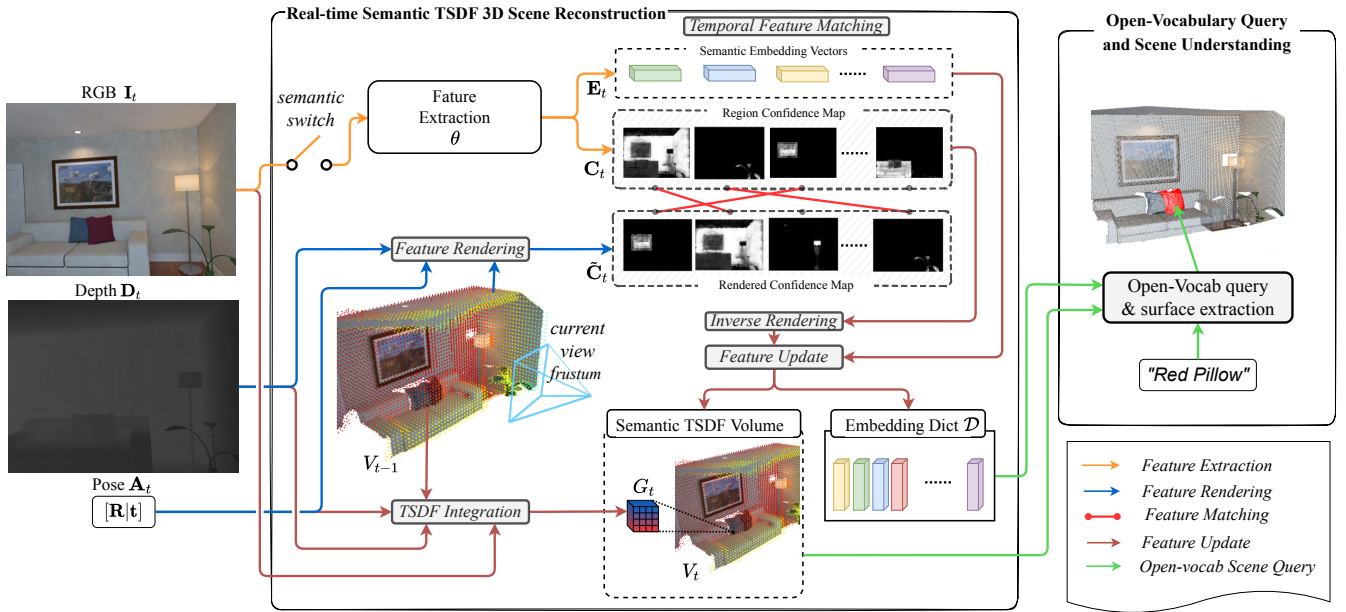 Real-time Semantic TSDF 3D Scene Reconstruction
Temporal Feature Matching
Open-Vocabulary Query
and Scene Understanding
Semantic Embedding Vectors
......
E_t
RGB I_t
semantic
switch
Fature
Extraction
θ
Region Confidence Map
......
C_t
Feature Rendering
......
C̃_t
Rendered Confidence Map
Depth D_t
Open-Vocab query
& surface extraction
"Red Pillow"
Inverse Rendering
Feature Update
current
view
frustum
V_{t−1}
Semantic TSDF Volume
Embedding Dict 𝒟
......
G_t
V_t
Pose A_t
[R|t]
TSDF Integration
Feature Extraction
Feature Rendering
Feature Matching
Feature Update
Open-vocab Scene Query